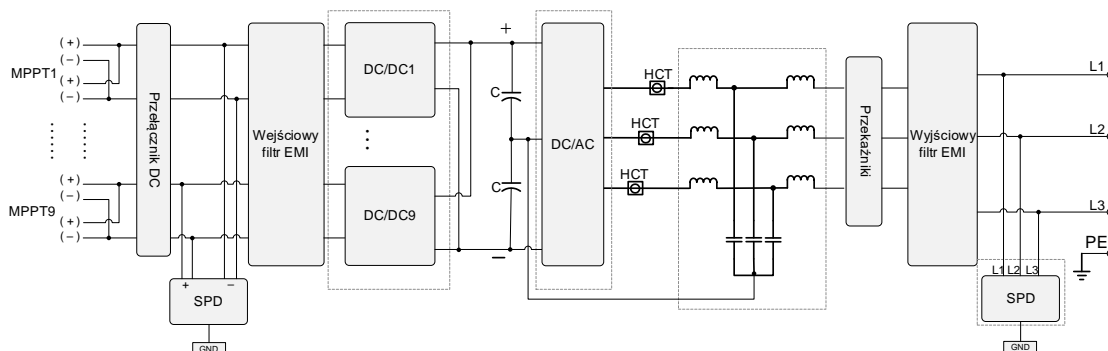 MPPT1
(+)
(−)
(+)
(−)
MPPT9
(+)
(−)
(+)
(−)
Przełącznik DC
+
−
SPD
GND
Wejściowy
filtr EMI
DC/DC1
DC/DC9
+
C
C
−
DC/AC
HCT
HCT
HCT
Przekaźniki
Wyjściowy
filtr EMI
L1
L2
L3
PE
L1 L2 L3
SPD
GND